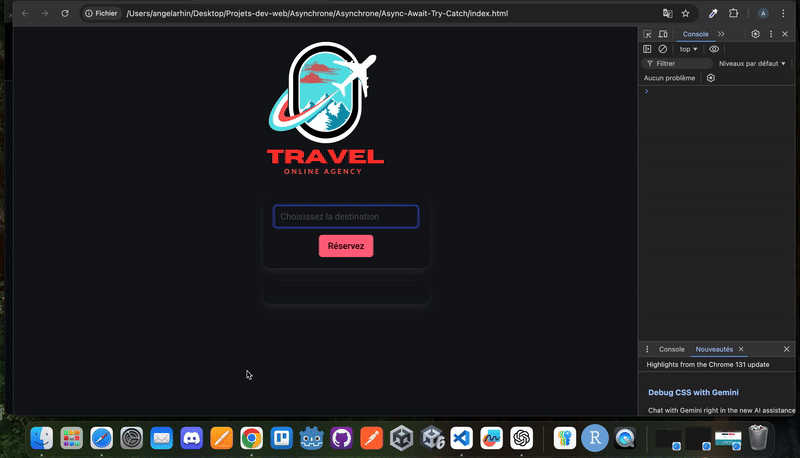 Fichier
/Users/angelarhin/Desktop/Projets-dev-web/Asynchrone/Asynchrone/Async-Await-Try-Catch/index.html
A
Console
top
Filtrer
Niveaux par défaut
Aucun problème
TRAVEL
ONLINE AGENCY
Choisissez la destination
Réservez
Console
Nouveautés
Highlights from the Chrome 131 update
Debug CSS with Gemini
Chat with Gemini right in the new AI assistance